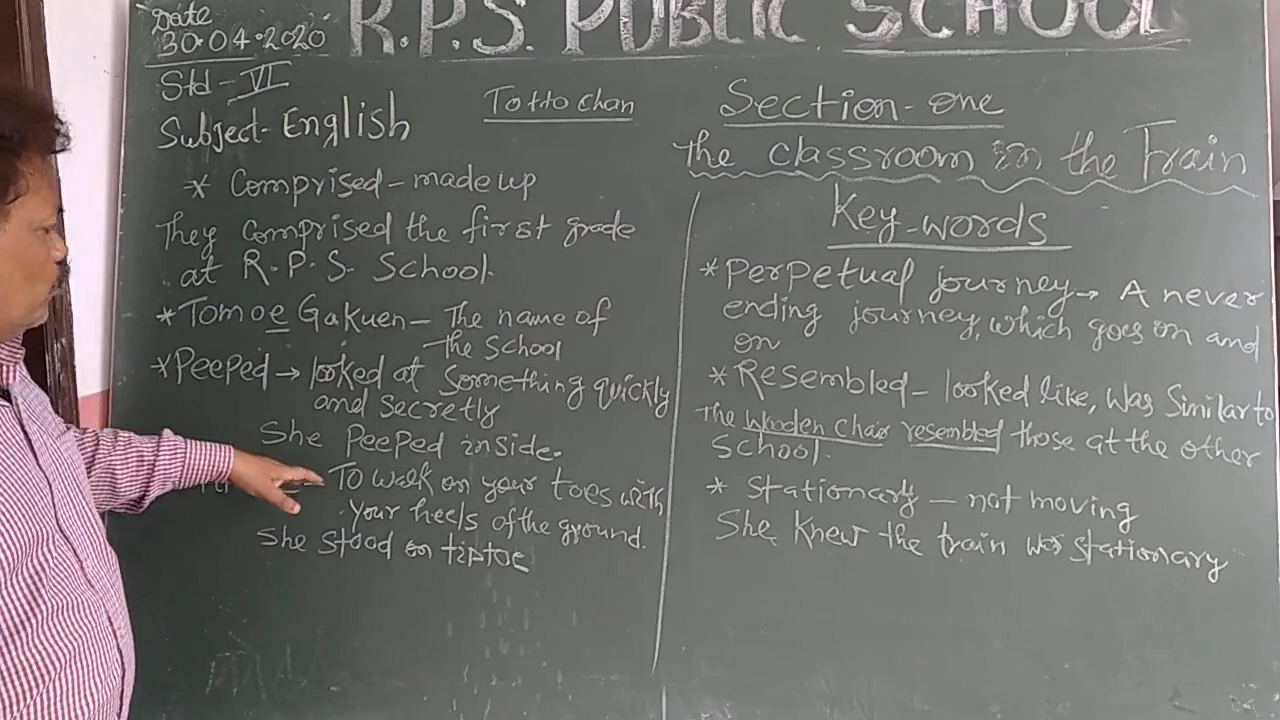 R.P.S. PUBLIC SCHOOL
Date
30.04.2020
Std - VI
Subject - English
Totto chan
Section - one
The classroom in the Train
* Comprised - made up
They comprised the first grade
at R.P.S. School.
* Tomoe Gakuen - The name of
the school
* Peeped → looked at something quickly
and secretly
She Peeped inside.
To walk on your toes with
your heels of the ground.
She stood on tiptoe
Key-words
* Perpetual journey → A never
ending journey, which goes on and
on
* Resembled - looked like, was similar to
The wooden chair resembled those at the other
school.
* Stationary - not moving
She knew the train was stationary